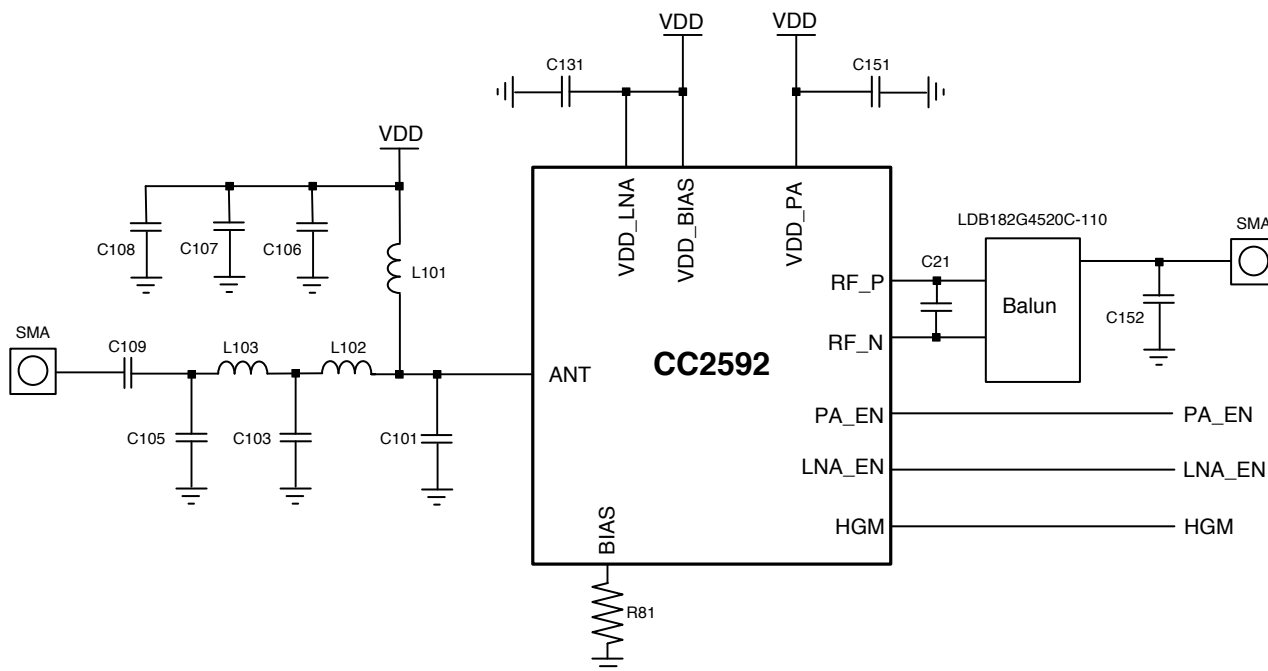 VDD
VDD
C131
C151
VDD
VDD_LNA
VDD_BIAS
VDD_PA
LDB182G4520C-110
SMA
C108
C107
C106
L101
C21
RF_P
Balun
C152
SMA
C109
L103
L102
RF_N
ANT
CC2592
C105
C103
C101
PA_EN
PA_EN
LNA_EN
LNA_EN
BIAS
HGM
HGM
R81